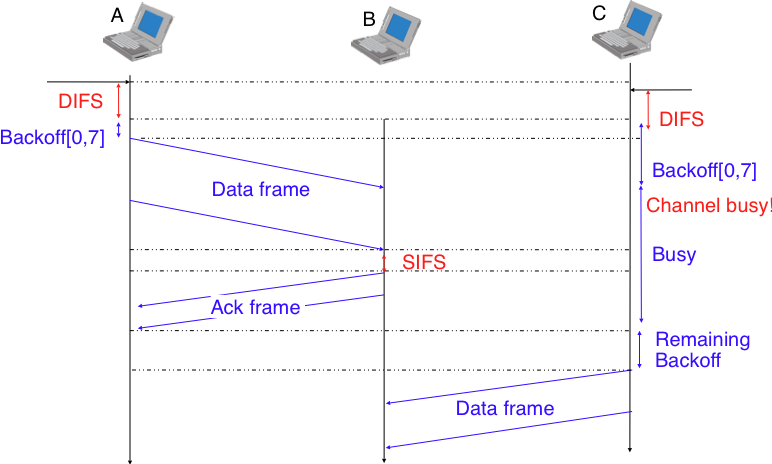 A
B
C
DIFS
DIFS
Backoff[0,7]
Backoff[0,7]
Data frame
Channel busy!
Busy
SIFS
Ack frame
Remaining
Backoff
Data frame